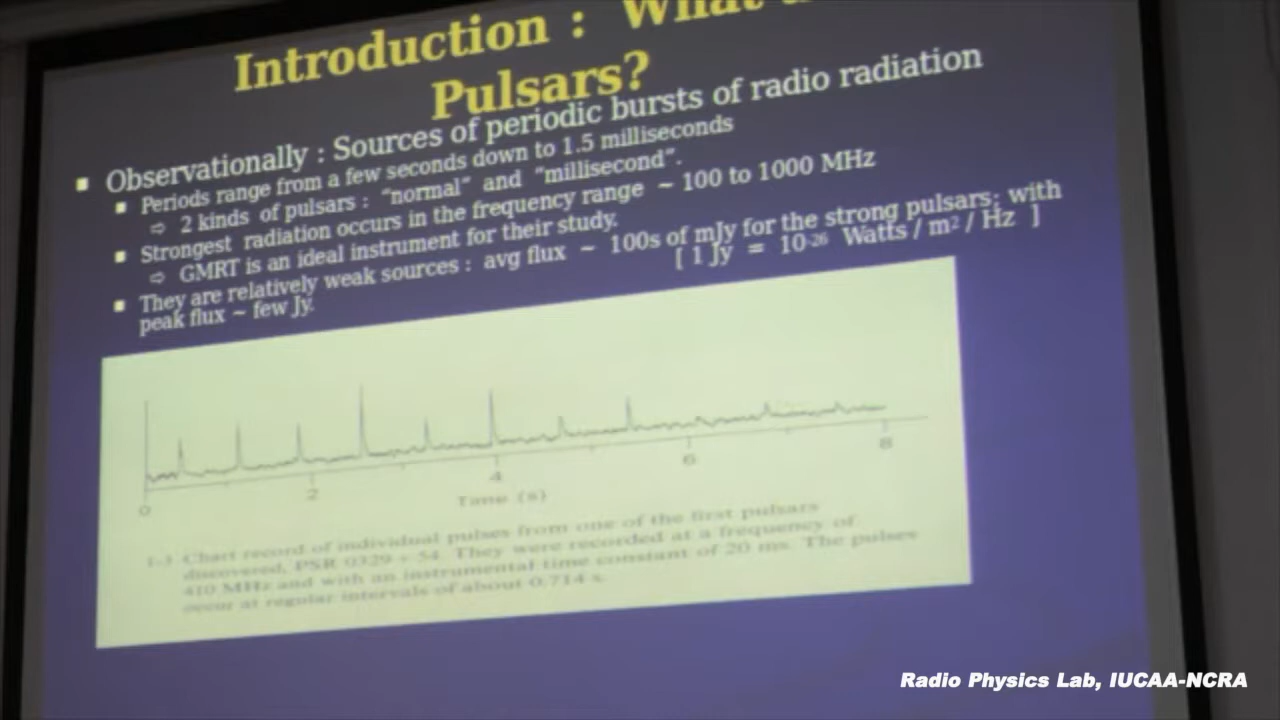 Introduction : What a
Pulsars?
▪ Observationally : Sources of periodic bursts of radio radiation
▪ Periods range from a few seconds down to 1.5 milliseconds
⇨ 2 kinds of pulsars : “normal” and “millisecond”.
▪ Strongest radiation occurs in the frequency range ~ 100 to 1000 MHz
⇨ GMRT is an ideal instrument for their study.
▪ They are relatively weak sources : avg flux ~ 100s of mJy for the strong pulsars; with
peak flux ~ few Jy.
[ 1 Jy = 10-26 Watts / m2 / Hz ]
0
2
4
6
8
Time (s)
1.3 Chart record of individual pulses from one of the first pulsars
discovered, PSR 0329 + 54. They were recorded at a frequency of
410 MHz and with an instrumental time constant of 20 ms. The pulses
occur at regular intervals of about 0.714 s.
Radio Physics Lab, IUCAA-NCRA